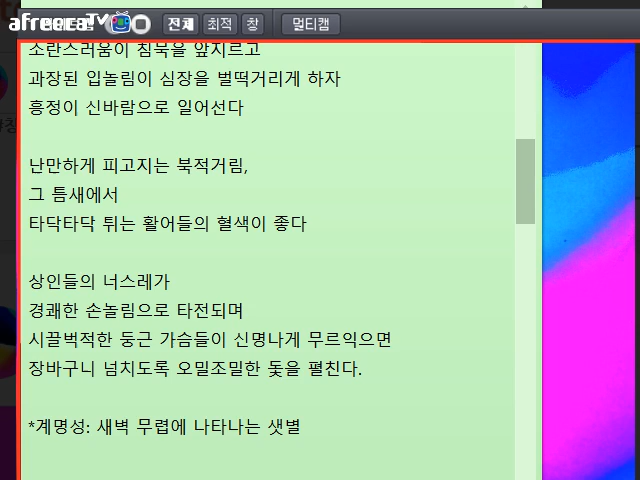 afreecaTV
전체 최적 창 멀티캠
소란스러움이 침묵을 앞지르고
과장된 입놀림이 심장을 벌떡거리게 하자
흥정이 신바람으로 일어선다
난만하게 피고지는 북적거림,
그 틈새에서
타닥타닥 튀는 활어들의 혈색이 좋다
상인들의 너스레가
경쾌한 손놀림으로 타전되며
시끌벅적한 둥근 가슴들이 신명나게 무르익으면
장바구니 넘치도록 오밀조밀한 돛을 펼친다.
*계명성: 새벽 무렵에 나타나는 샛별